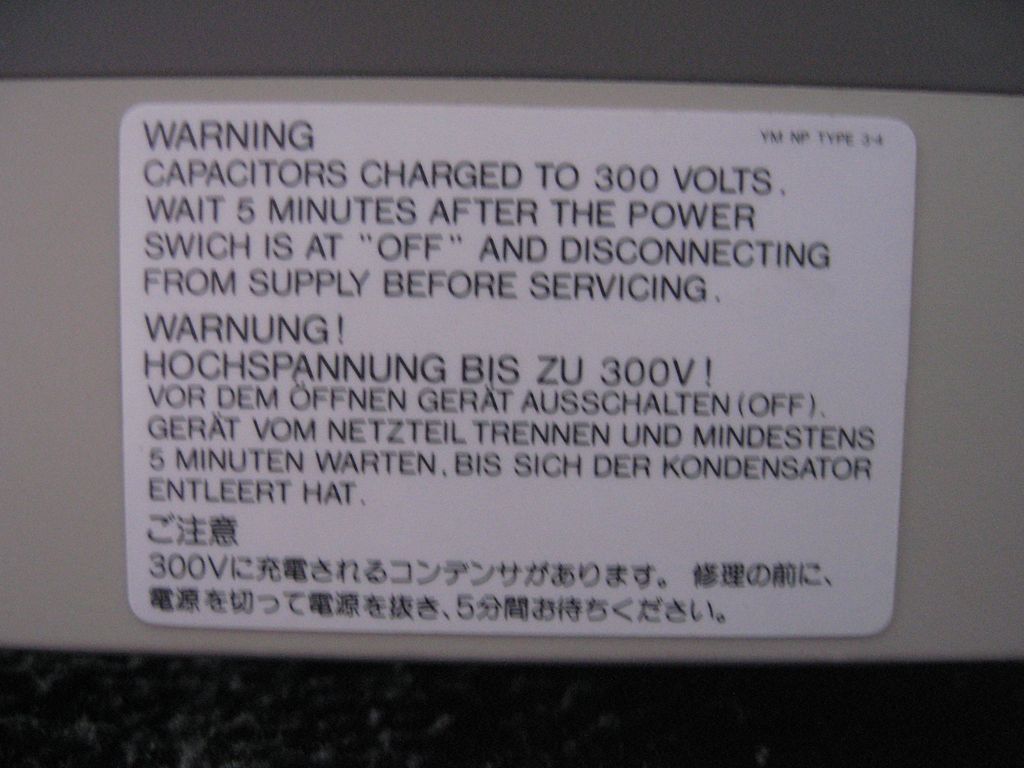 WARNING
YM NP TYPE 3-4
CAPACITORS CHARGED TO 300 VOLTS.
WAIT 5 MINUTES AFTER THE POWER
SWICH IS AT "OFF" AND DISCONNECTING
FROM SUPPLY BEFORE SERVICING.
WARNUNG!
HOCHSPANNUNG BIS ZU 300V!
VOR DEM ÖFFNEN GERÄT AUSSCHALTEN (OFF).
GERÄT VOM NETZTEIL TRENNEN UND MINDESTENS
5 MINUTEN WARTEN, BIS SICH DER KONDENSATOR
ENTLEERT HAT.
ご注意
300Vに充電されるコンデンサがあります。 修理の前に、
電源を切って電源を抜き、5分間お待ちください。